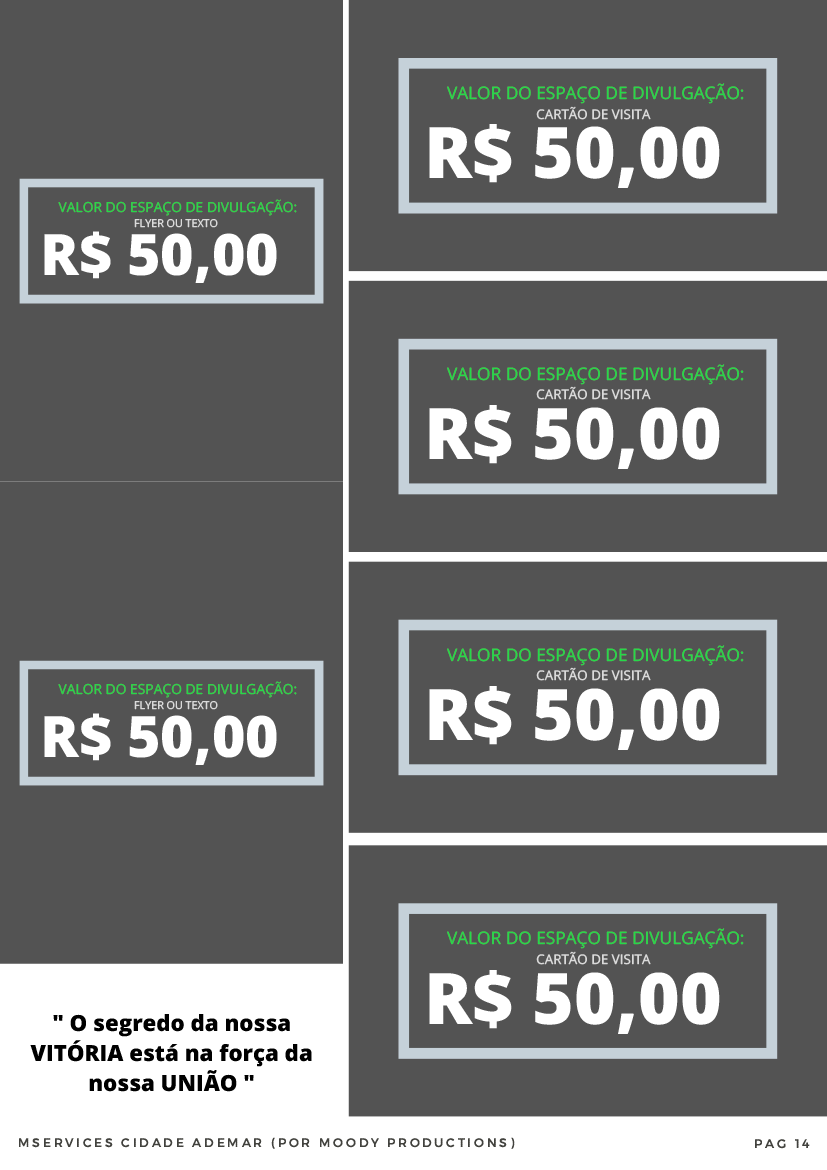 VALOR DO ESPAÇO DE DIVULGAÇÃO:
FLYER OU TEXTO
R$ 50,00
VALOR DO ESPAÇO DE DIVULGAÇÃO:
FLYER OU TEXTO
R$ 50,00
" O segredo da nossa
VITÓRIA está na força da
nossa UNIÃO "
VALOR DO ESPAÇO DE DIVULGAÇÃO:
CARTÃO DE VISITA
R$ 50,00
VALOR DO ESPAÇO DE DIVULGAÇÃO:
CARTÃO DE VISITA
R$ 50,00
VALOR DO ESPAÇO DE DIVULGAÇÃO:
CARTÃO DE VISITA
R$ 50,00
VALOR DO ESPAÇO DE DIVULGAÇÃO:
CARTÃO DE VISITA
R$ 50,00
MSERVICES CIDADE ADEMAR (POR MOODY PRODUCTIONS)
PAG 14